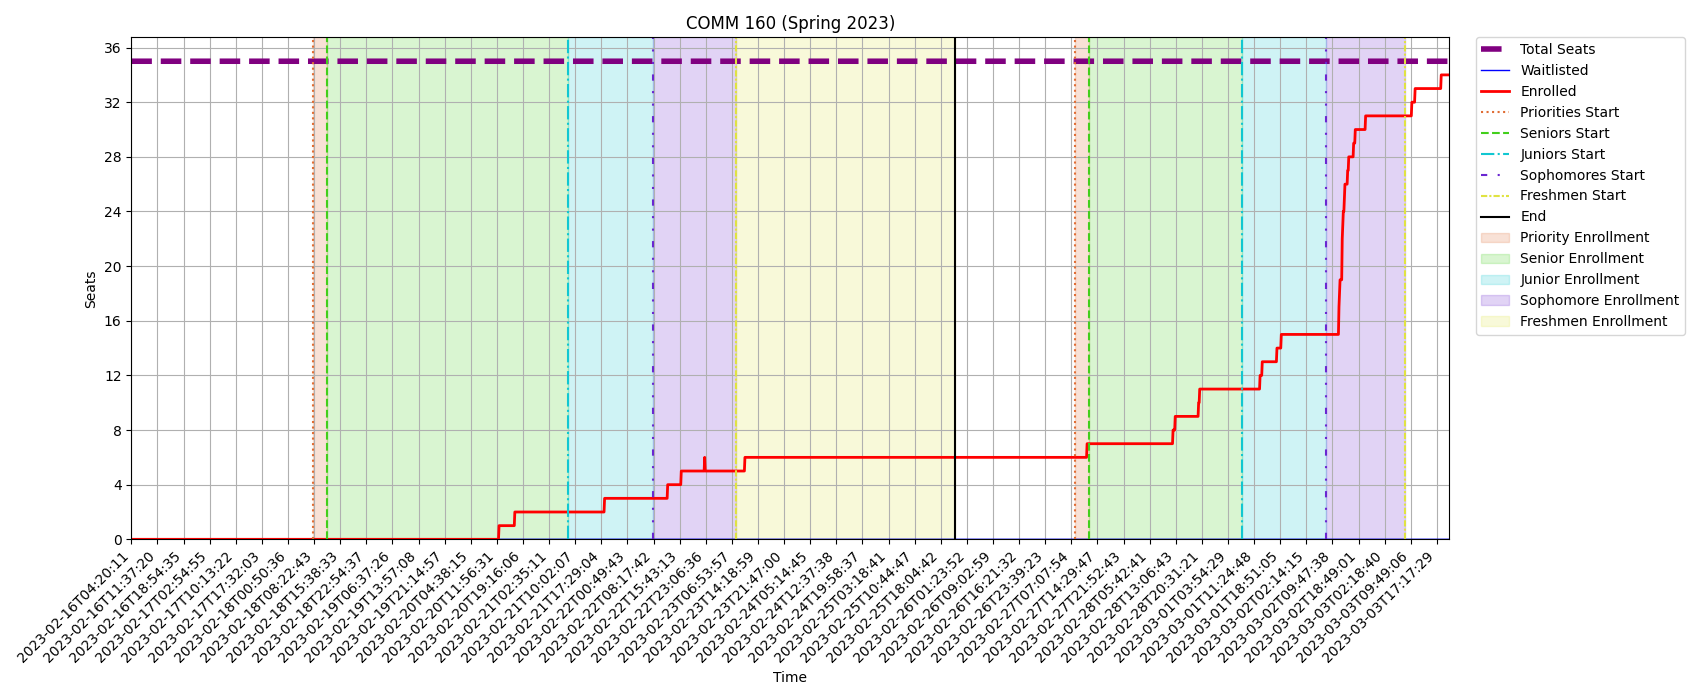 COMM 160 (Spring 2023)
36
32
28
24
20
16
12
8
4
0
Seats
2023-02-16T04:20:11
2023-02-16T11:37:20
2023-02-16T18:54:35
2023-02-17T02:54:55
2023-02-17T10:13:22
2023-02-17T17:32:03
2023-02-18T00:50:36
2023-02-18T08:22:43
2023-02-18T15:38:33
2023-02-18T22:54:37
2023-02-19T06:37:26
2023-02-19T13:57:08
2023-02-19T21:14:57
2023-02-20T04:38:15
2023-02-20T11:56:31
2023-02-20T19:16:06
2023-02-21T02:35:11
2023-02-21T10:02:07
2023-02-21T17:29:04
2023-02-22T00:49:43
2023-02-22T08:17:42
2023-02-22T15:43:13
2023-02-22T23:06:36
2023-02-23T06:53:57
2023-02-23T14:18:59
2023-02-23T21:47:00
2023-02-24T05:14:45
2023-02-24T12:37:38
2023-02-24T19:58:37
2023-02-25T03:18:41
2023-02-25T10:44:47
2023-02-25T18:04:42
2023-02-26T01:23:52
2023-02-26T09:02:59
2023-02-26T16:21:32
2023-02-26T23:39:23
2023-02-27T07:07:54
2023-02-27T14:29:47
2023-02-27T21:52:43
2023-02-28T05:42:41
2023-02-28T13:06:43
2023-02-28T20:31:21
2023-03-01T03:54:29
2023-03-01T11:24:48
2023-03-01T18:51:05
2023-03-02T02:14:15
2023-03-02T09:47:38
2023-03-02T18:49:01
2023-03-03T02:18:40
2023-03-03T09:49:06
2023-03-03T17:17:29
Time
Total Seats
Waitlisted
Enrolled
Priorities Start
Seniors Start
Juniors Start
Sophomores Start
Freshmen Start
End
Priority Enrollment
Senior Enrollment
Junior Enrollment
Sophomore Enrollment
Freshmen Enrollment